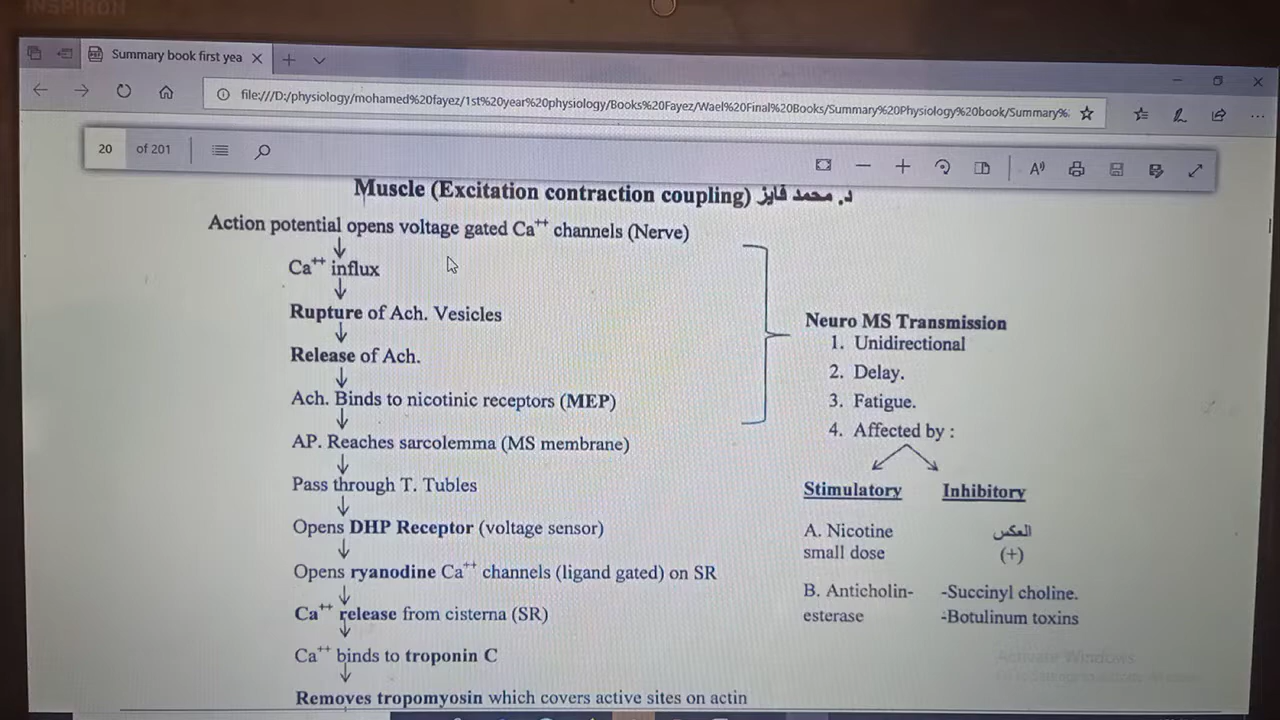 INSPIRON
Summary book first yea
file:///D:/physiology/mohamed%20fayez/1st%20year%20physiology/Books%20Fayez/Wael%20Final%20Books/Summary%20Physiology%20book/Summary%
20 of 201
Muscle (Excitation contraction coupling) د. محمد فايز
Action potential opens voltage gated Ca++ channels (Nerve)
↓
Ca++ influx
↓
Rupture of Ach. Vesicles
↓
Release of Ach.
↓
Ach. Binds to nicotinic receptors (MEP)
↓
AP. Reaches sarcolemma (MS membrane)
↓
Pass through T. Tubles
↓
Opens DHP Receptor (voltage sensor)
↓
Opens ryanodine Ca++ channels (ligand gated) on SR
↓
Ca++ release from cisterna (SR)
↓
Ca++ binds to troponin C
↓
Removes tropomyosin which covers active sites on actin
Neuro MS Transmission
1. Unidirectional
2. Delay.
3. Fatigue.
4. Affected by :
Stimulatory Inhibitory
A. Nicotine العكس
small dose (+)
B. Anticholin- -Succinyl choline.
esterase -Botulinum toxins
Activate Windows